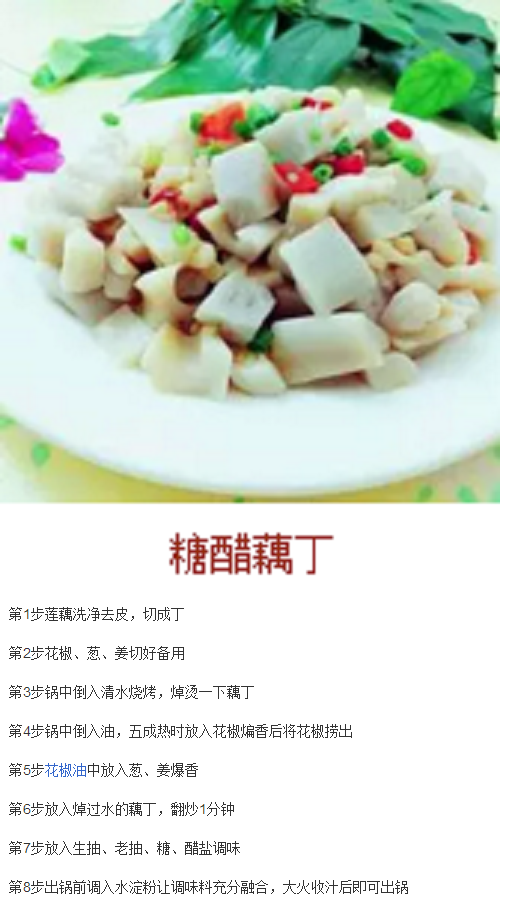 糖醋藕丁
第1步莲藕洗净去皮，切成丁
第2步花椒、葱、姜切好备用
第3步锅中倒入清水烧烤，焯烫一下藕丁
第4步锅中倒入油，五成热时放入花椒煸香后将花椒捞出
第5步花椒油中放入葱、姜爆香
第6步放入焯过水的藕丁，翻炒1分钟
第7步放入生抽、老抽、糖、醋盐调味
第8步出锅前调入水淀粉让调味料充分融合，大火收汁后即可出锅